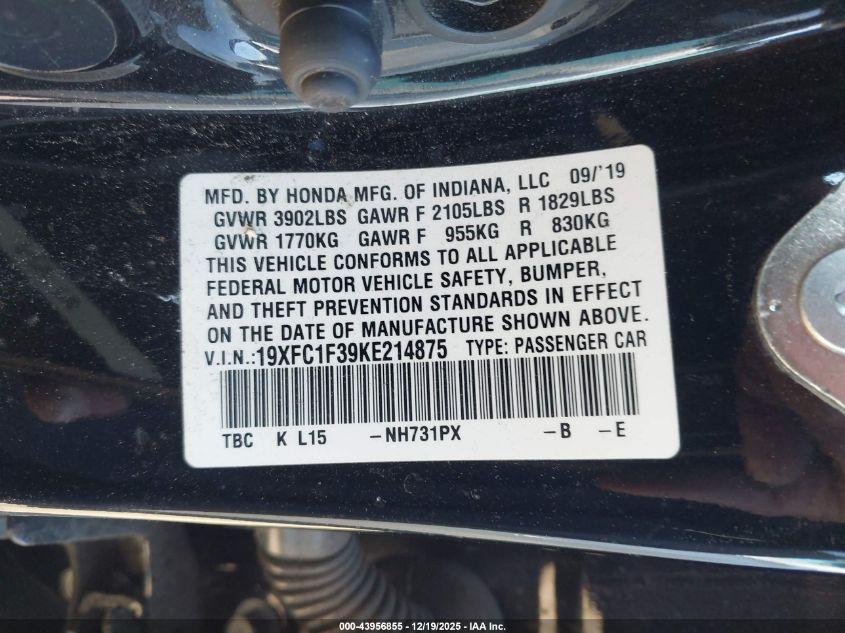 MFD. BY HONDA MFG. OF INDIANA, LLC 09/'19
GVWR 3902LBS GAWR F 2105LBS R 1829LBS
GVWR 1770KG GAWR F 955KG R 830KG
THIS VEHICLE CONFORMS TO ALL APPLICABLE
FEDERAL MOTOR VEHICLE SAFETY, BUMPER,
AND THEFT PREVENTION STANDARDS IN EFFECT
ON THE DATE OF MANUFACTURE SHOWN ABOVE.
V.I.N.:19XFC1F39KE214875 TYPE: PASSENGER CAR
TBC K L15 -NH731PX -B -E
000-43956855 - 12/19/2025 - IAA Inc.